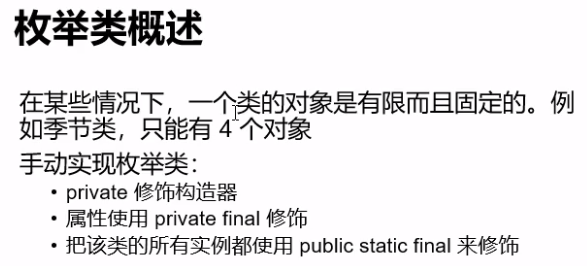 枚举类概述
在某些情况下，一个类的对象是有限而且固定的。例
如季节类，只能有 4 个对象
手动实现枚举类：
• private 修饰构造器
• 属性使用 private final 修饰
• 把该类的所有实例都使用 public static final 来修饰